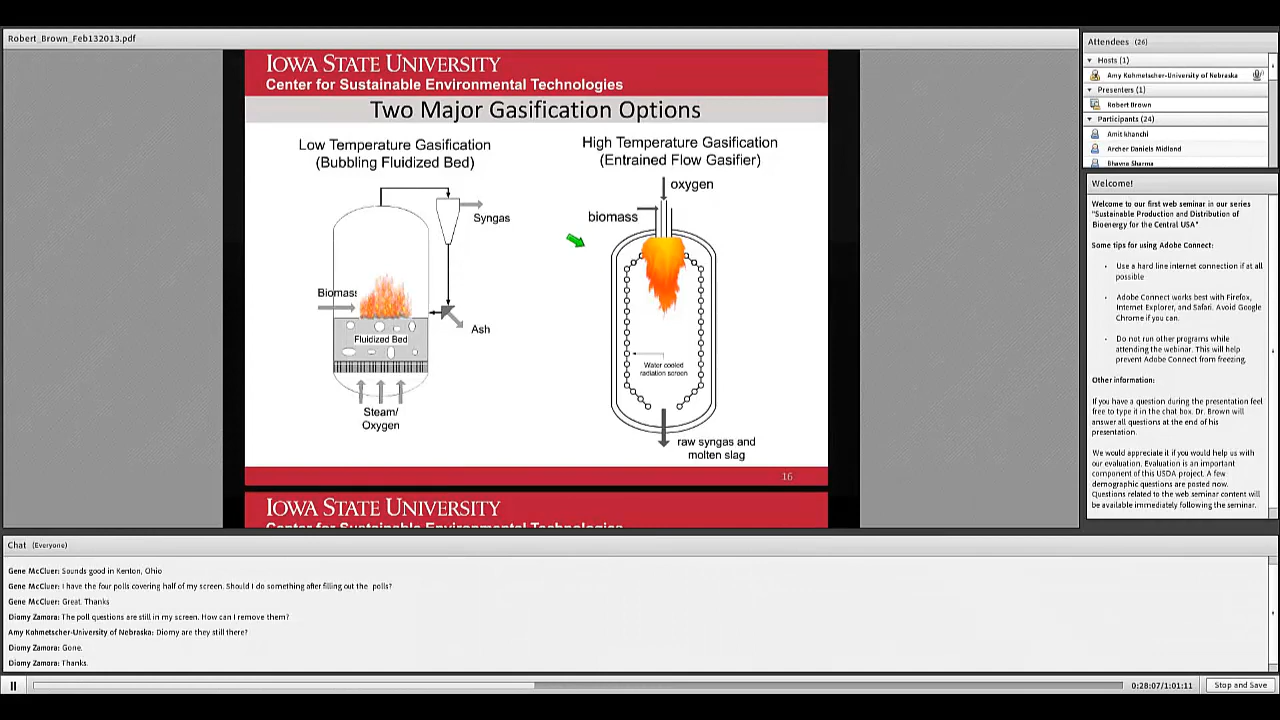 Robert_Brown_Feb132013.pdf
IOWA STATE UNIVERSITY
Center for Sustainable Environmental Technologies
Two Major Gasification Options
Low Temperature Gasification
(Bubbling Fluidized Bed)
Syngas
Biomass
Fluidized Bed
Ash
Steam/
Oxygen
High Temperature Gasification
(Entrained Flow Gasifier)
oxygen
biomass
Water cooled
radiation screen
raw syngas and
molten slag
16
IOWA STATE UNIVERSITY
Center for Sustainable Environmental Technologies
Attendees (26)
Hosts (1)
Amy Kohmetscher-University of Nebraska
Presenters (1)
Robert Brown
Participants (24)
Amit khanchi
Archer Daniels Midland
Bhavna Sharma
Welcome!
Welcome to our first web seminar in our series
"Sustainable Production and Distribution of
Bioenergy for the Central USA"
Some tips for using Adobe Connect:
• Use a hard line internet connection if at all
possible
• Adobe Connect works best with Firefox,
Internet Explorer, and Safari. Avoid Google
Chrome if you can.
• Do not run other programs while
attending the webinar. This will help
prevent Adobe Connect from freezing.
Other information:
If you have a question during the presentation feel
free to type it in the chat box. Dr. Brown will
answer all questions at the end of his
presentation.
We would appreciate it if you would help us with
our evaluation. Evaluation is an important
component of this USDA project. A few
demographic questions are posted now.
Questions related to the web seminar content will
be available immediately following the seminar.
Chat (Everyone)
Gene McCluer: Sounds good in Kenton, Ohio
Gene McCluer: I have the four polls covering half of my screen. Should I do something after filling out the polls?
Gene McCluer: Great. Thanks
Diomy Zamora: The poll questions are still in my screen. How can I remove them?
Amy Kohmetscher-University of Nebraska: Diomy are they still there?
Diomy Zamora: Gone.
Diomy Zamora: Thanks.
0:28:07/1:01:11
Stop and Save